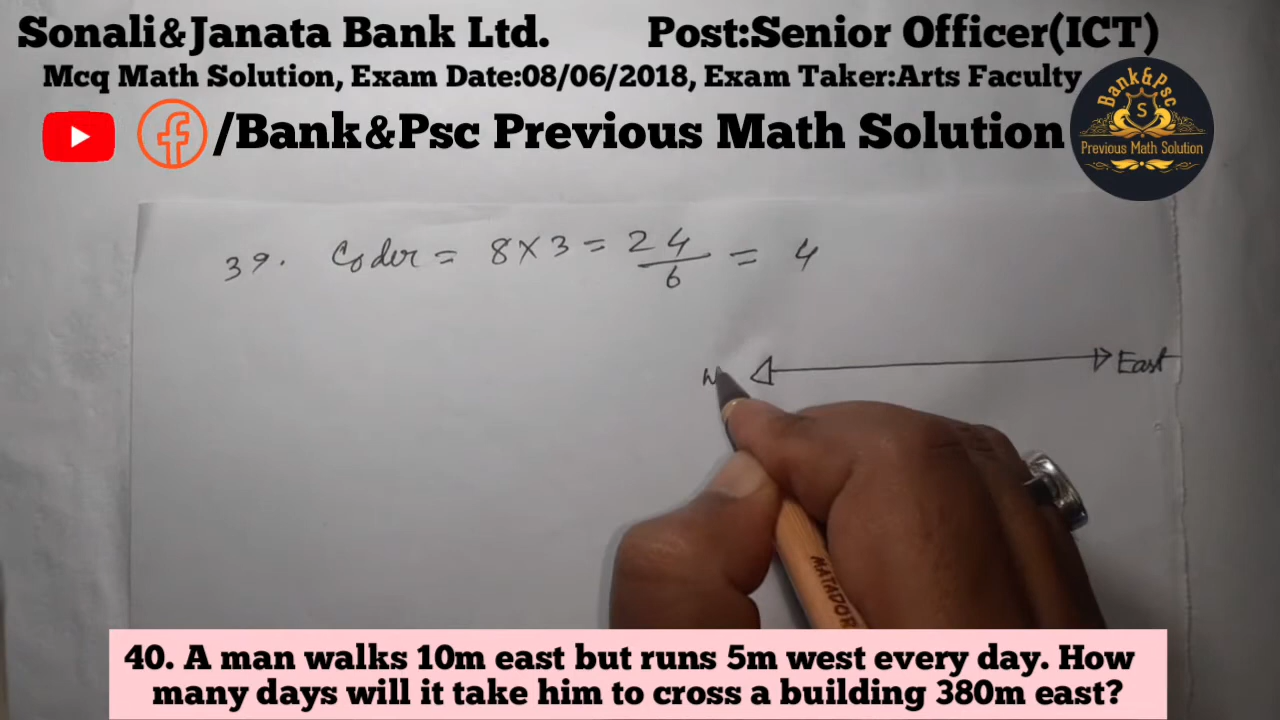 Sonali&Janata Bank Ltd. Post:Senior Officer(ICT)
Mcq Math Solution, Exam Date:08/06/2018, Exam Taker:Arts Faculty
/Bank&Psc Previous Math Solution
Bank&Psc
S
Previous Math Solution
39. Coder = 8 × 3 = 24/6 = 4
East
MATADOR
40. A man walks 10m east but runs 5m west every day. How
many days will it take him to cross a building 380m east?